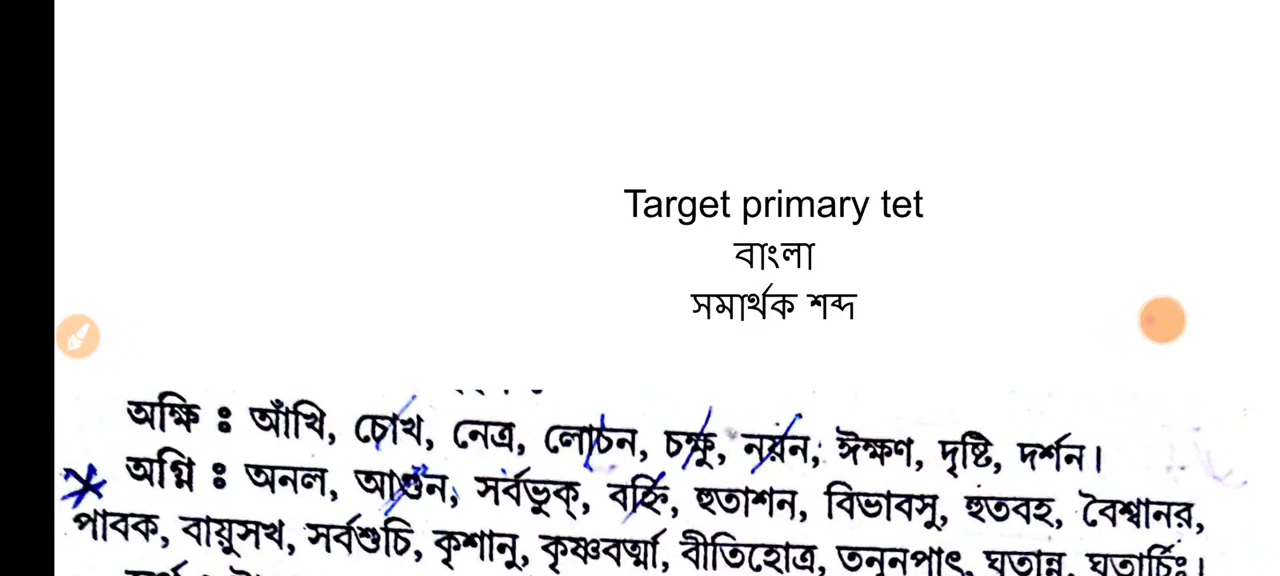 Target primary tet
বাংলা
সমার্থক শব্দ
অক্ষি ঃ আঁখি, চোখ, নেত্র, লোচন, চক্ষু, নয়ন, ঈক্ষণ, দৃষ্টি, দর্শন।
অগ্নি ঃ অনল, আগুন, সর্বভুক্, বহ্নি, হুতাশন, বিভাবসু, হুতবহ, বৈশ্বানর,
পাবক, বায়ুসখ, সর্বশুচি, কৃশানু, কৃষ্ণবর্ত্মা, বীতিহোত্র, তনূনপাৎ, ঘৃতান্ন, ঘৃতার্চিঃ।